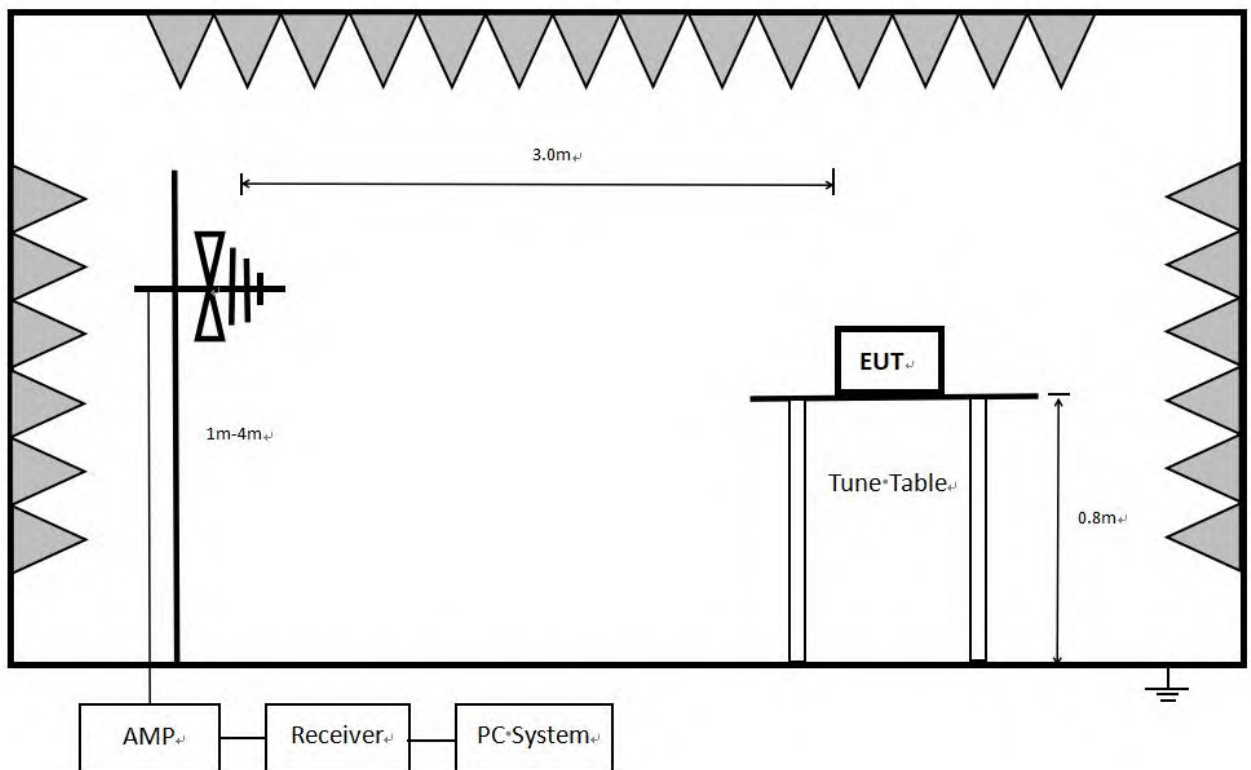 3.0m
EUT
1m-4m
Tune Table
0.8m
AMP
Receiver
PC System